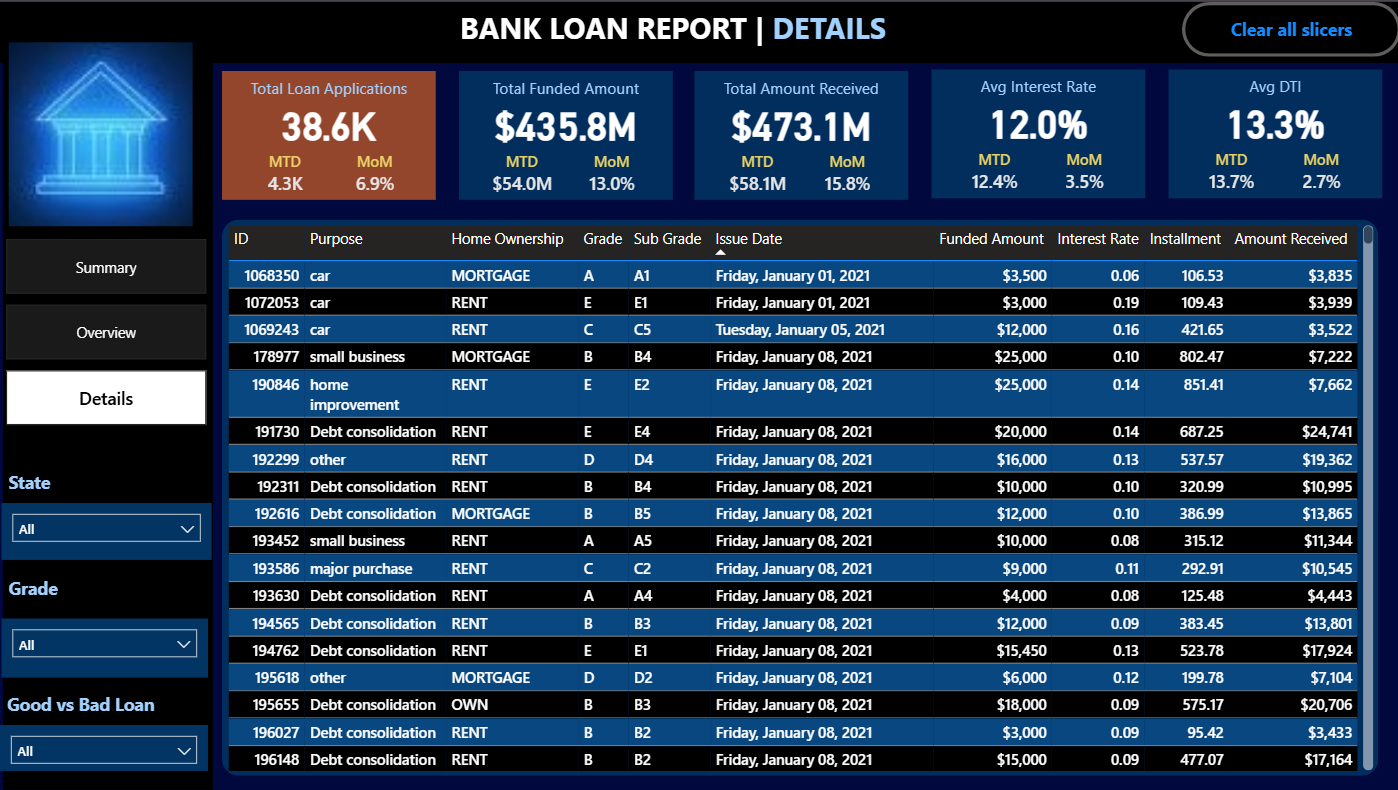 BANK LOAN REPORT | DETAILS
Clear all slicers
Total Loan Applications
38.6K
MTD MoM
4.3K 6.9%
Total Funded Amount
$435.8M
MTD MoM
$54.0M 13.0%
Total Amount Received
$473.1M
MTD MoM
$58.1M 15.8%
Avg Interest Rate
12.0%
MTD MoM
12.4% 3.5%
Avg DTI
13.3%
MTD MoM
13.7% 2.7%
Summary
Overview
Details
State
All
Grade
All
Good vs Bad Loan
All
ID Purpose Home Ownership Grade Sub Grade Issue Date Funded Amount Interest Rate Installment Amount Received
1068350 car MORTGAGE A A1 Friday, January 01, 2021 $3,500 0.06 106.53 $3,835
1072053 car RENT E E1 Friday, January 01, 2021 $3,000 0.19 109.43 $3,939
1069243 car RENT C C5 Tuesday, January 05, 2021 $12,000 0.16 421.65 $3,522
178977 small business MORTGAGE B B4 Friday, January 08, 2021 $25,000 0.10 802.47 $7,222
190846 home RENT E E2 Friday, January 08, 2021 $25,000 0.14 851.41 $7,662
improvement
191730 Debt consolidation RENT E E4 Friday, January 08, 2021 $20,000 0.14 687.25 $24,741
192299 other RENT D D4 Friday, January 08, 2021 $16,000 0.13 537.57 $19,362
192311 Debt consolidation RENT B B4 Friday, January 08, 2021 $10,000 0.10 320.99 $10,995
192616 Debt consolidation MORTGAGE B B5 Friday, January 08, 2021 $12,000 0.10 386.99 $13,865
193452 small business RENT A A5 Friday, January 08, 2021 $10,000 0.08 315.12 $11,344
193586 major purchase RENT C C2 Friday, January 08, 2021 $9,000 0.11 292.91 $10,545
193630 Debt consolidation RENT A A4 Friday, January 08, 2021 $4,000 0.08 125.48 $4,443
194565 Debt consolidation RENT B B3 Friday, January 08, 2021 $12,000 0.09 383.45 $13,801
194762 Debt consolidation RENT E E1 Friday, January 08, 2021 $15,450 0.13 523.78 $17,924
195618 other MORTGAGE D D2 Friday, January 08, 2021 $6,000 0.12 199.78 $7,104
195655 Debt consolidation OWN B B3 Friday, January 08, 2021 $18,000 0.09 575.17 $20,706
196027 Debt consolidation RENT B B2 Friday, January 08, 2021 $3,000 0.09 95.42 $3,433
196148 Debt consolidation RENT B B2 Friday, January 08, 2021 $15,000 0.09 477.07 $17,164